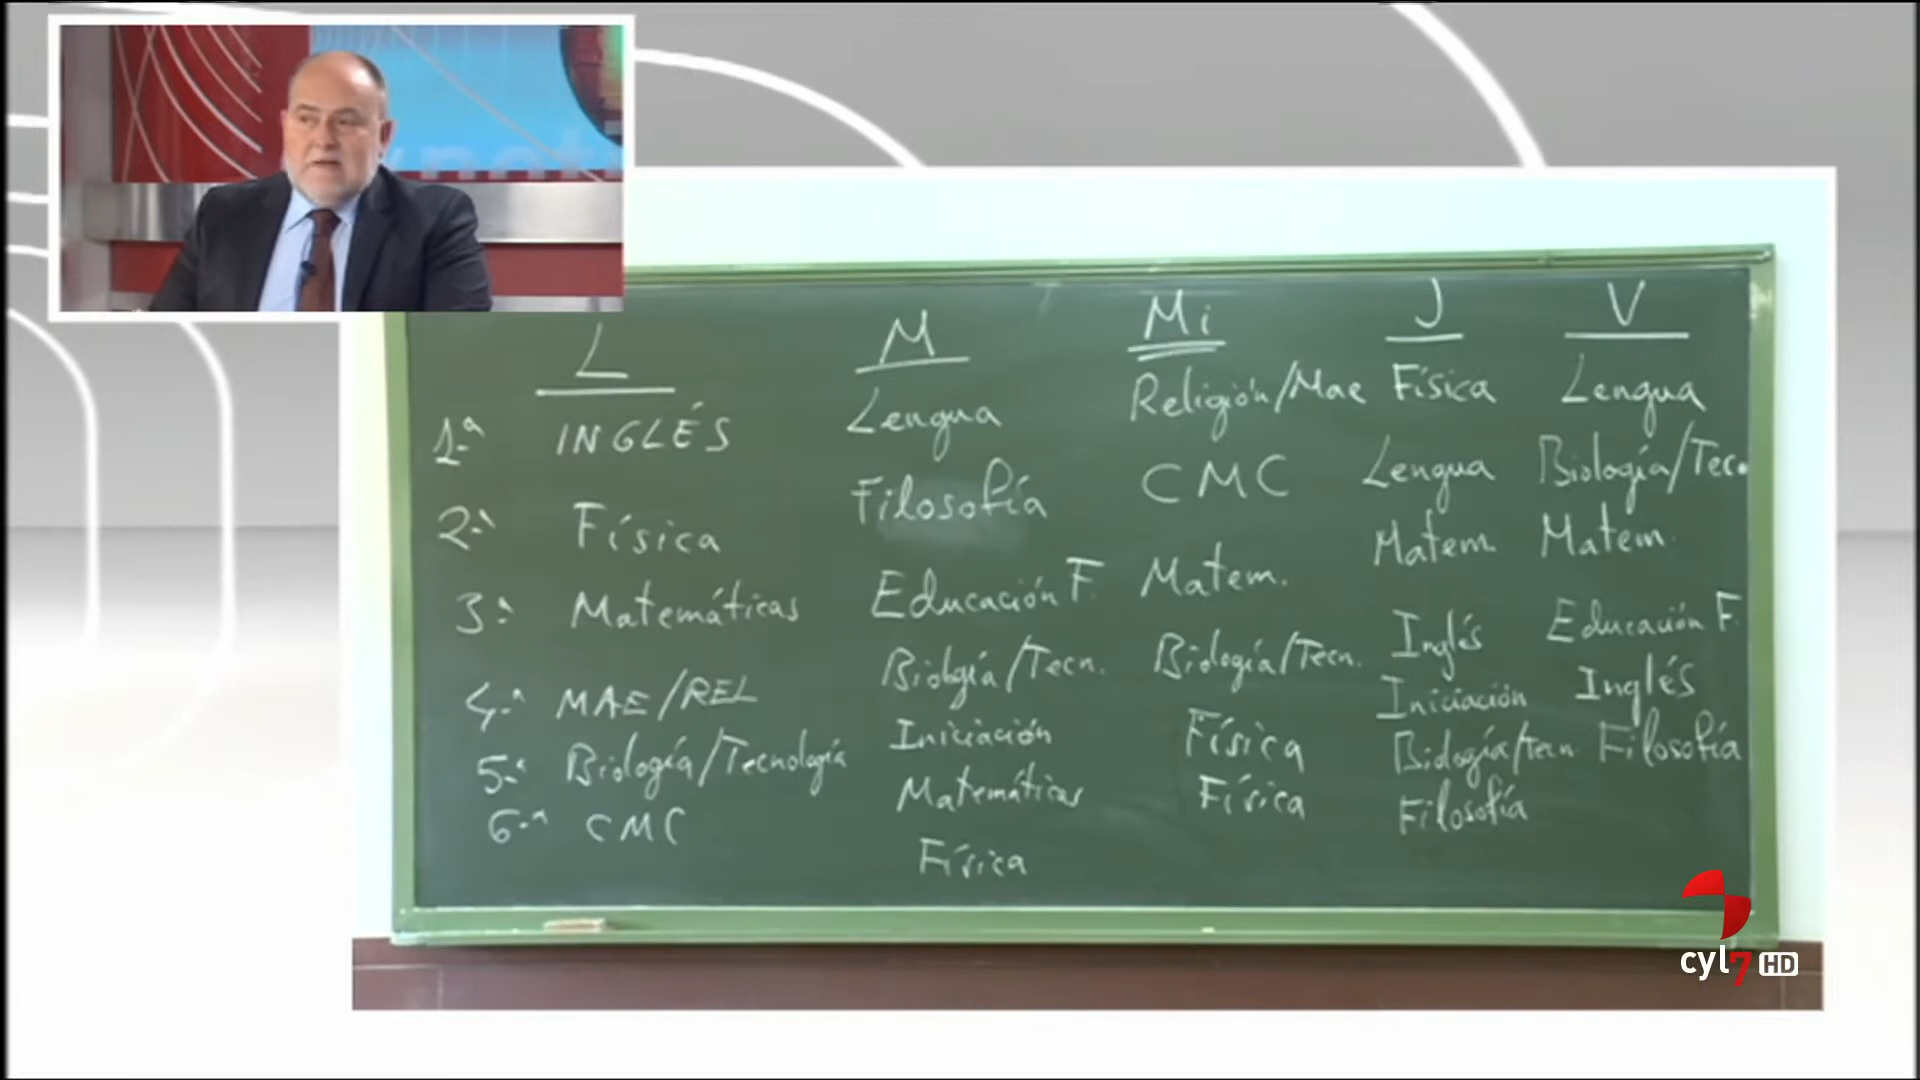 L M Mi J V
1.ª INGLÉS Lengua Religión/Mae Física Lengua
2.ª Física Filosofía CMC Lengua Biología/Tec.
3.ª Matemáticas Educación F. Matem. Matem. Matem.
4.ª MAE/REL Biología/Tecn. Biología/Tecn. Inglés Educación F.
5.ª Biología/Tecnología Iniciación Física Iniciación Inglés
6.ª CMC Matemáticas Física Biología/Tecn. Filosofía
Física Filosofía
cyl7 HD